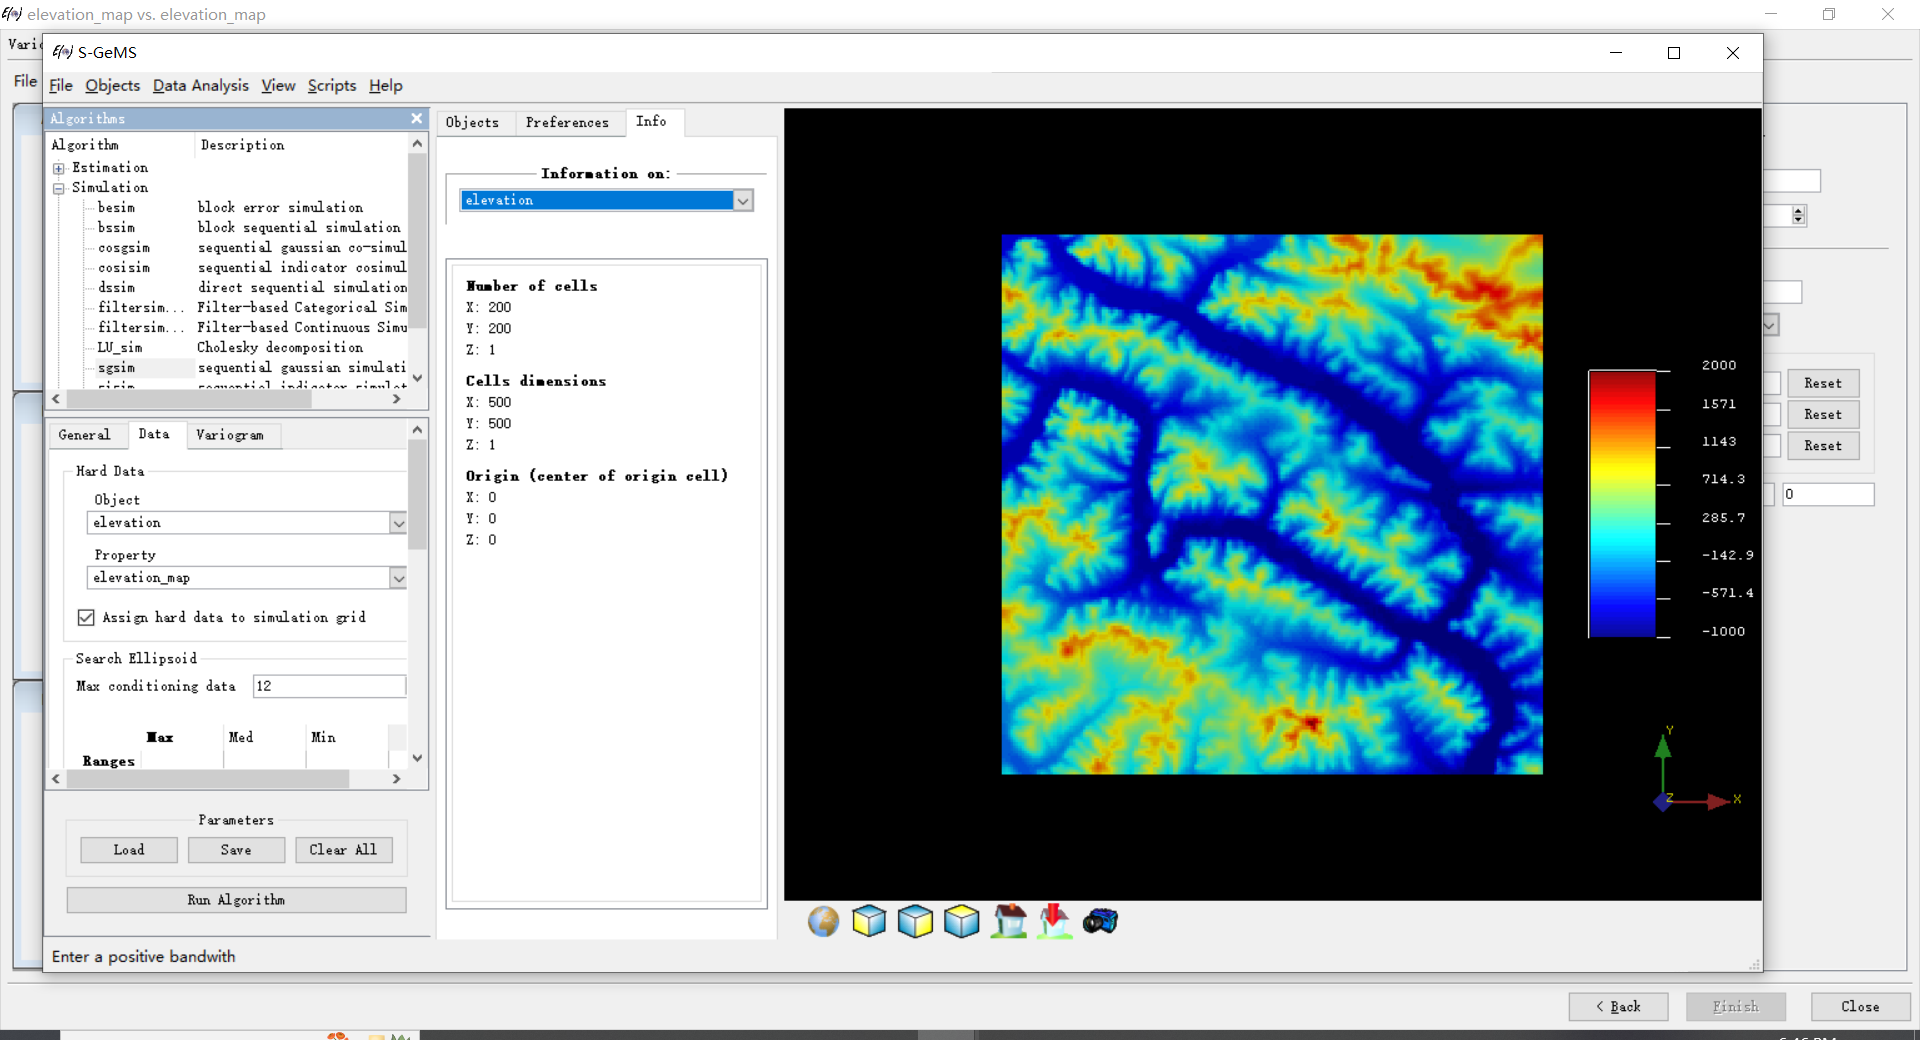 elevation_map vs. elevation_map
File
S-GeMS
File Objects Data Analysis View Scripts Help
Algorithms
Algorithm Description
Estimation
Simulation
besim block error simulation
bssim block sequential simulation
cosgsim sequential gaussian co-simul
cosisim sequential indicator cosimul
dssim direct sequential simulation
filtersim... Filter-based Categorical Sim
filtersim... Filter-based Continuous Simu
LU_sim Cholesky decomposition
sgsim sequential gaussian simulati
General Data Variogram
Hard Data
Object
elevation
Property
elevation_map
Assign hard data to simulation grid
Search Ellipsoid
Max conditioning data 12
Max Med Min
Ranges
Parameters
Load Save Clear All
Run Algorithm
Enter a positive bandwith
Objects Preferences Info
Information on:
elevation
Number of cells
X: 200
Y: 200
Z: 1
Cells dimensions
X: 500
Y: 500
Z: 1
Origin (center of origin cell)
X: 0
Y: 0
Z: 0
2000
1571
1143
714.3
285.7
-142.9
-571.4
-1000
Y
Z
X
Reset
Reset
Reset
0
< Back Finish Close